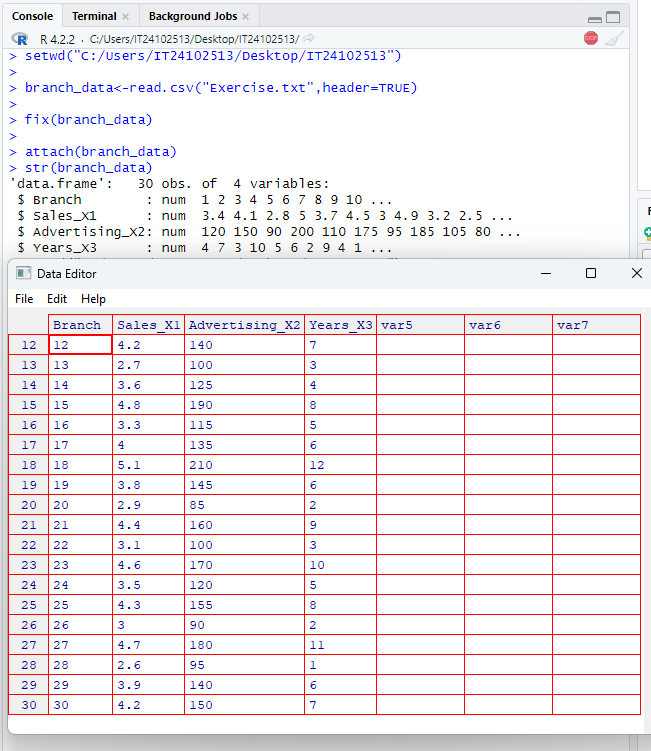 Console Terminal × Background Jobs ×
R R 4.2.2 · C:/Users/IT24102513/Desktop/IT24102513/
STOP
> setwd("C:/Users/IT24102513/Desktop/IT24102513")
>
> branch_data<-read.csv("Exercise.txt",header=TRUE)
>
> fix(branch_data)
>
> attach(branch_data)
> str(branch_data)
'data.frame':   30 obs. of  4 variables:
 $ Branch        : num  1 2 3 4 5 6 7 8 9 10 ...
 $ Sales_X1      : num  3.4 4.1 2.8 5 3.7 4.5 3 4.9 3.2 2.5 ...
 $ Advertising_X2: num  120 150 90 200 110 175 95 185 105 80 ...
 $ Years_X3      : num  4 7 3 10 5 6 2 9 4 1 ...
Data Editor
File Edit Help
Branch Sales_X1 Advertising_X2 Years_X3 var5 var6 var7
12 12 4.2 140 7
13 13 2.7 100 3
14 14 3.6 125 4
15 15 4.8 190 8
16 16 3.3 115 5
17 17 4 135 6
18 18 5.1 210 12
19 19 3.8 145 6
20 20 2.9 85 2
21 21 4.4 160 9
22 22 3.1 100 3
23 23 4.6 170 10
24 24 3.5 120 5
25 25 4.3 155 8
26 26 3 90 2
27 27 4.7 180 11
28 28 2.6 95 1
29 29 3.9 140 6
30 30 4.2 150 7